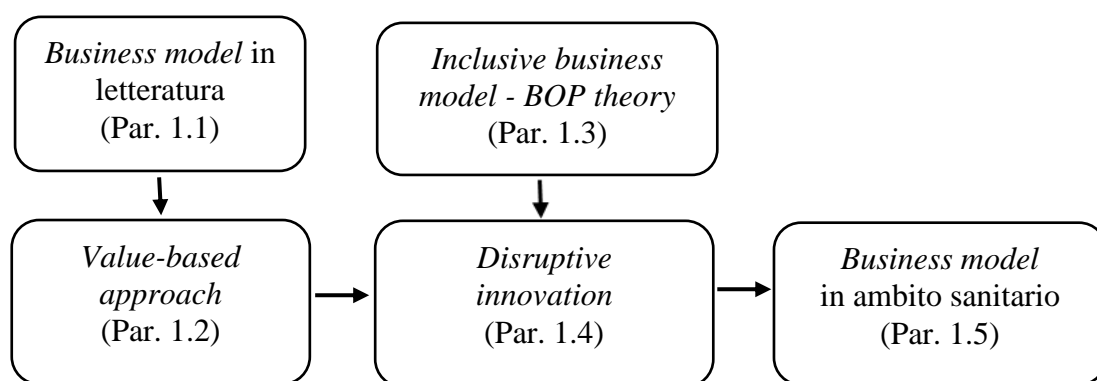 Business model in
letteratura
(Par. 1.1)
Inclusive business
model - BOP theory
(Par. 1.3)
Value-based
approach
(Par. 1.2)
Disruptive
innovation
(Par. 1.4)
Business model
in ambito sanitario
(Par. 1.5)